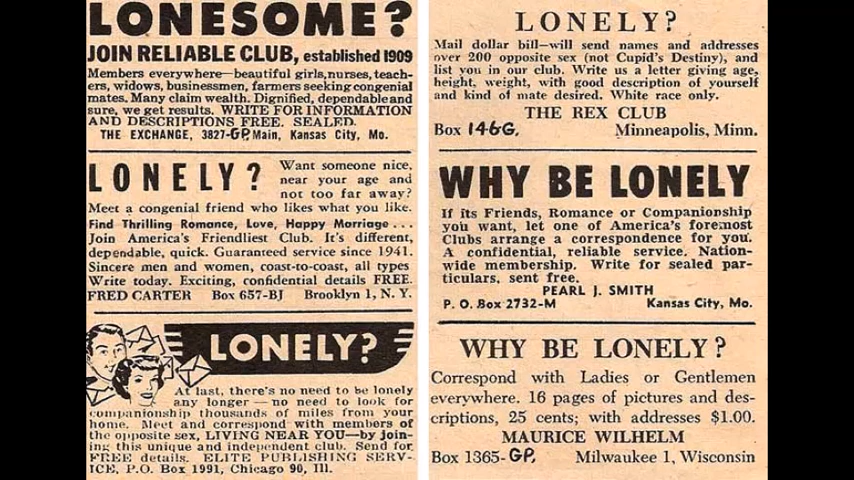 LONESOME?
JOIN RELIABLE CLUB, established 1909
Members everywhere—beautiful girls, nurses, teach-
ers, widows, businessmen, farmers seeking congenial
mates. Many claim wealth. Dignified, dependable and
sure, we get results. WRITE FOR INFORMATION
AND DESCRIPTIONS FREE. SEALED.
THE EXCHANGE, 3827-GP, Main, Kansas City, Mo.
LONELY? Want someone nice,
near your age and
not too far away?
Meet a congenial friend who likes what you like.
Find Thrilling Romance, Love, Happy Marriage . . .
Join America's Friendliest Club. It's different,
dependable, quick. Guaranteed service since 1941.
Sincere men and women, coast-to-coast, all types
Write today. Exciting, confidential details FREE.
FRED CARTER Box 657-BJ Brooklyn 1, N. Y.
LONELY?
At last, there's no need to be lonely
any longer — no need to look for
companionship thousands of miles from your
home. Meet and correspond with members of
the opposite sex, LIVING NEAR YOU—by join-
ing this unique and independent club. Send for
FREE details. ELITE PUBLISHING SERV-
ICE, P.O. Box 1991, Chicago 90, Ill.
LONELY?
Mail dollar bill—will send names and addresses
over 200 opposite sex (not Cupid's Destiny), and
list you in our club. Write us a letter giving age,
height, weight, with good description of yourself
and kind of mate desired. White race only.
THE REX CLUB
Box 146G, Minneapolis, Minn.
WHY BE LONELY
If its Friends, Romance or Companionship
you want, let one of America's foremost
Clubs arrange a correspondence for you.
A confidential, reliable service. Nation-
wide membership. Write for sealed par-
ticulars, sent free.
PEARL J. SMITH
P. O. Box 2732-M Kansas City, Mo.
WHY BE LONELY?
Correspond with Ladies or Gentlemen
everywhere. 16 pages of pictures and des-
criptions, 25 cents; with addresses $1.00.
MAURICE WILHELM
Box 1365-GP, Milwaukee 1, Wisconsin